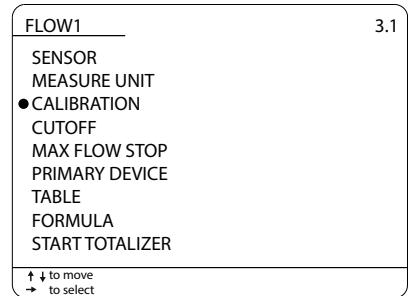 FLOW1 3.1
SENSOR
MEASURE UNIT
●CALIBRATION
CUTOFF
MAX FLOW STOP
PRIMARY DEVICE
TABLE
FORMULA
START TOTALIZER
↑ ↓ to move
→ to select